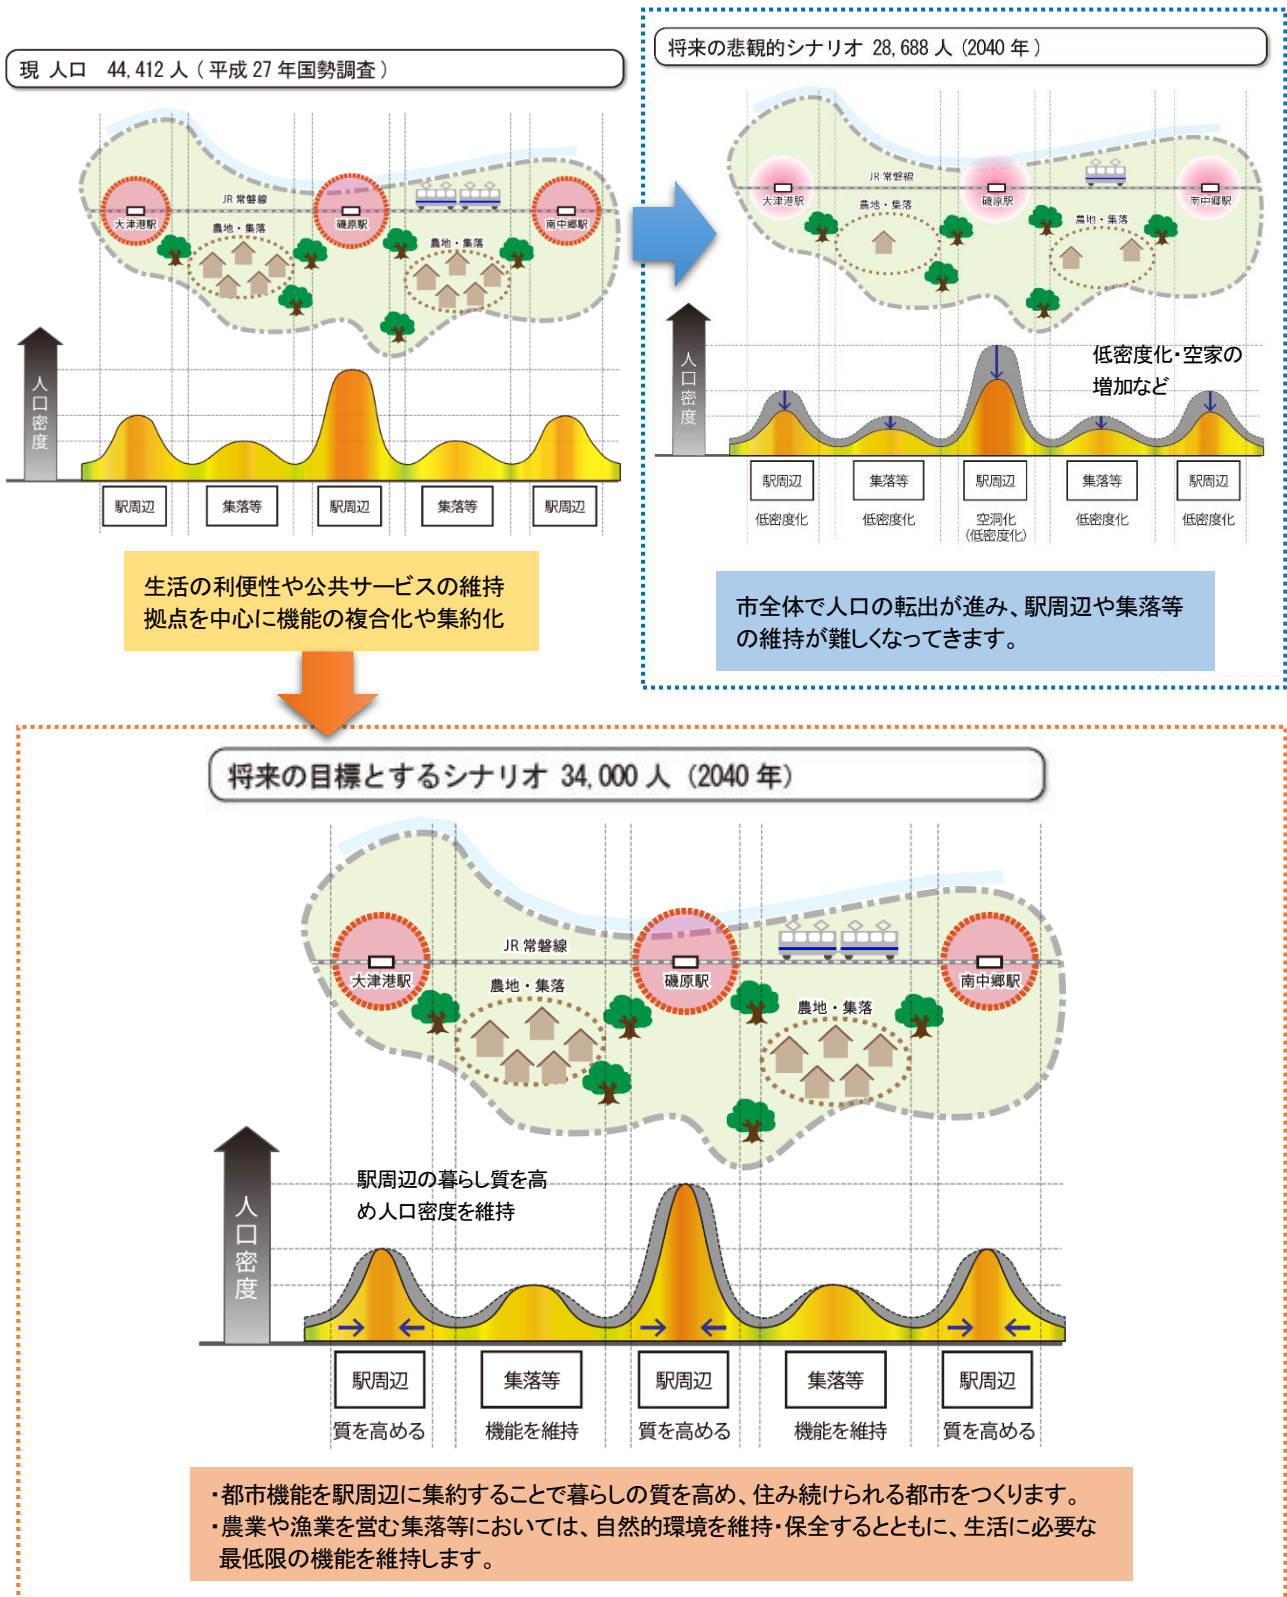 現 人口 44,412 人 ( 平成 27 年国勢調査 )
JR 常磐線
大津港駅
磯原駅
南中郷駅
農地・集落
農地・集落
人口密度
駅周辺
集落等
駅周辺
集落等
駅周辺
将来の悲観的シナリオ 28,688 人 (2040 年 )
JR 常磐線
大津港駅
磯原駅
南中郷駅
農地・集落
農地・集落
低密度化・空家の
増加など
人口密度
駅周辺
集落等
駅周辺
集落等
駅周辺
低密度化
低密度化
空洞化
(低密度化)
低密度化
低密度化
生活の利便性や公共サービスの維持
拠点を中心に機能の複合化や集約化
市全体で人口の転出が進み、駅周辺や集落等
の維持が難しくなってきます。
将来の目標とするシナリオ 34,000 人 (2040 年)
JR 常磐線
大津港駅
磯原駅
南中郷駅
農地・集落
農地・集落
駅周辺の暮らし質を高
め人口密度を維持
人口密度
駅周辺
集落等
駅周辺
集落等
駅周辺
質を高める
機能を維持
質を高める
機能を維持
質を高める
・都市機能を駅周辺に集約することで暮らしの質を高め、住み続けられる都市をつくります。
・農業や漁業を営む集落等においては、自然的環境を維持・保全するとともに、生活に必要な
最低限の機能を維持します。